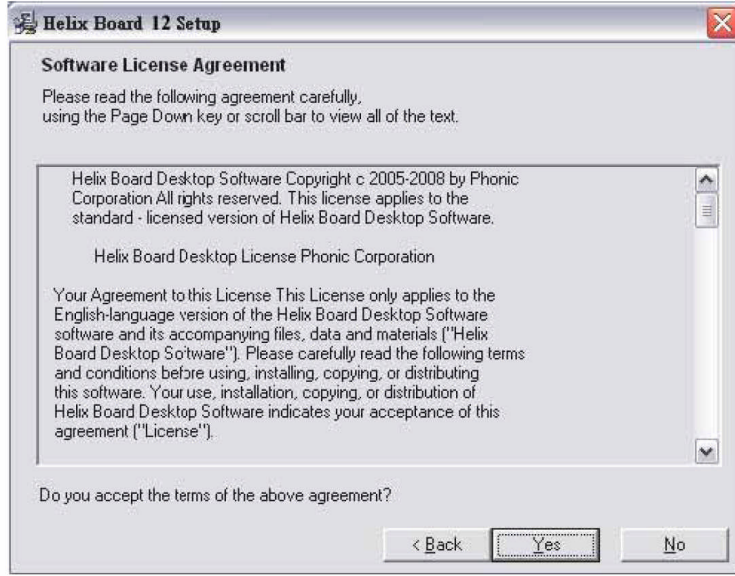 Helix Board 12 Setup
Software License Agreement
Please read the following agreement carefully,
using the Page Down key or scroll bar to view all of the text.
Helix Board Desktop Software Copyright c 2005-2008 by Phonic
Corporation All rights reserved. This license applies to the
standard - licensed version of Helix Board Desktop Software.
Helix Board Desktop License Phonic Corporation
Your Agreement to this License This License only applies to the
English-language version of the Helix Board Desktop Software
software and its accompanying files, data and materials ("Helix
Board Desktop Software"). Please carefully read the following terms
and conditions before using, installing, copying, or distributing
this software. Your use, installation, copying, or distribution of
Helix Board Desktop Software indicates your acceptance of this
agreement ("License").
Do you accept the terms of the above agreement?
< Back Yes No